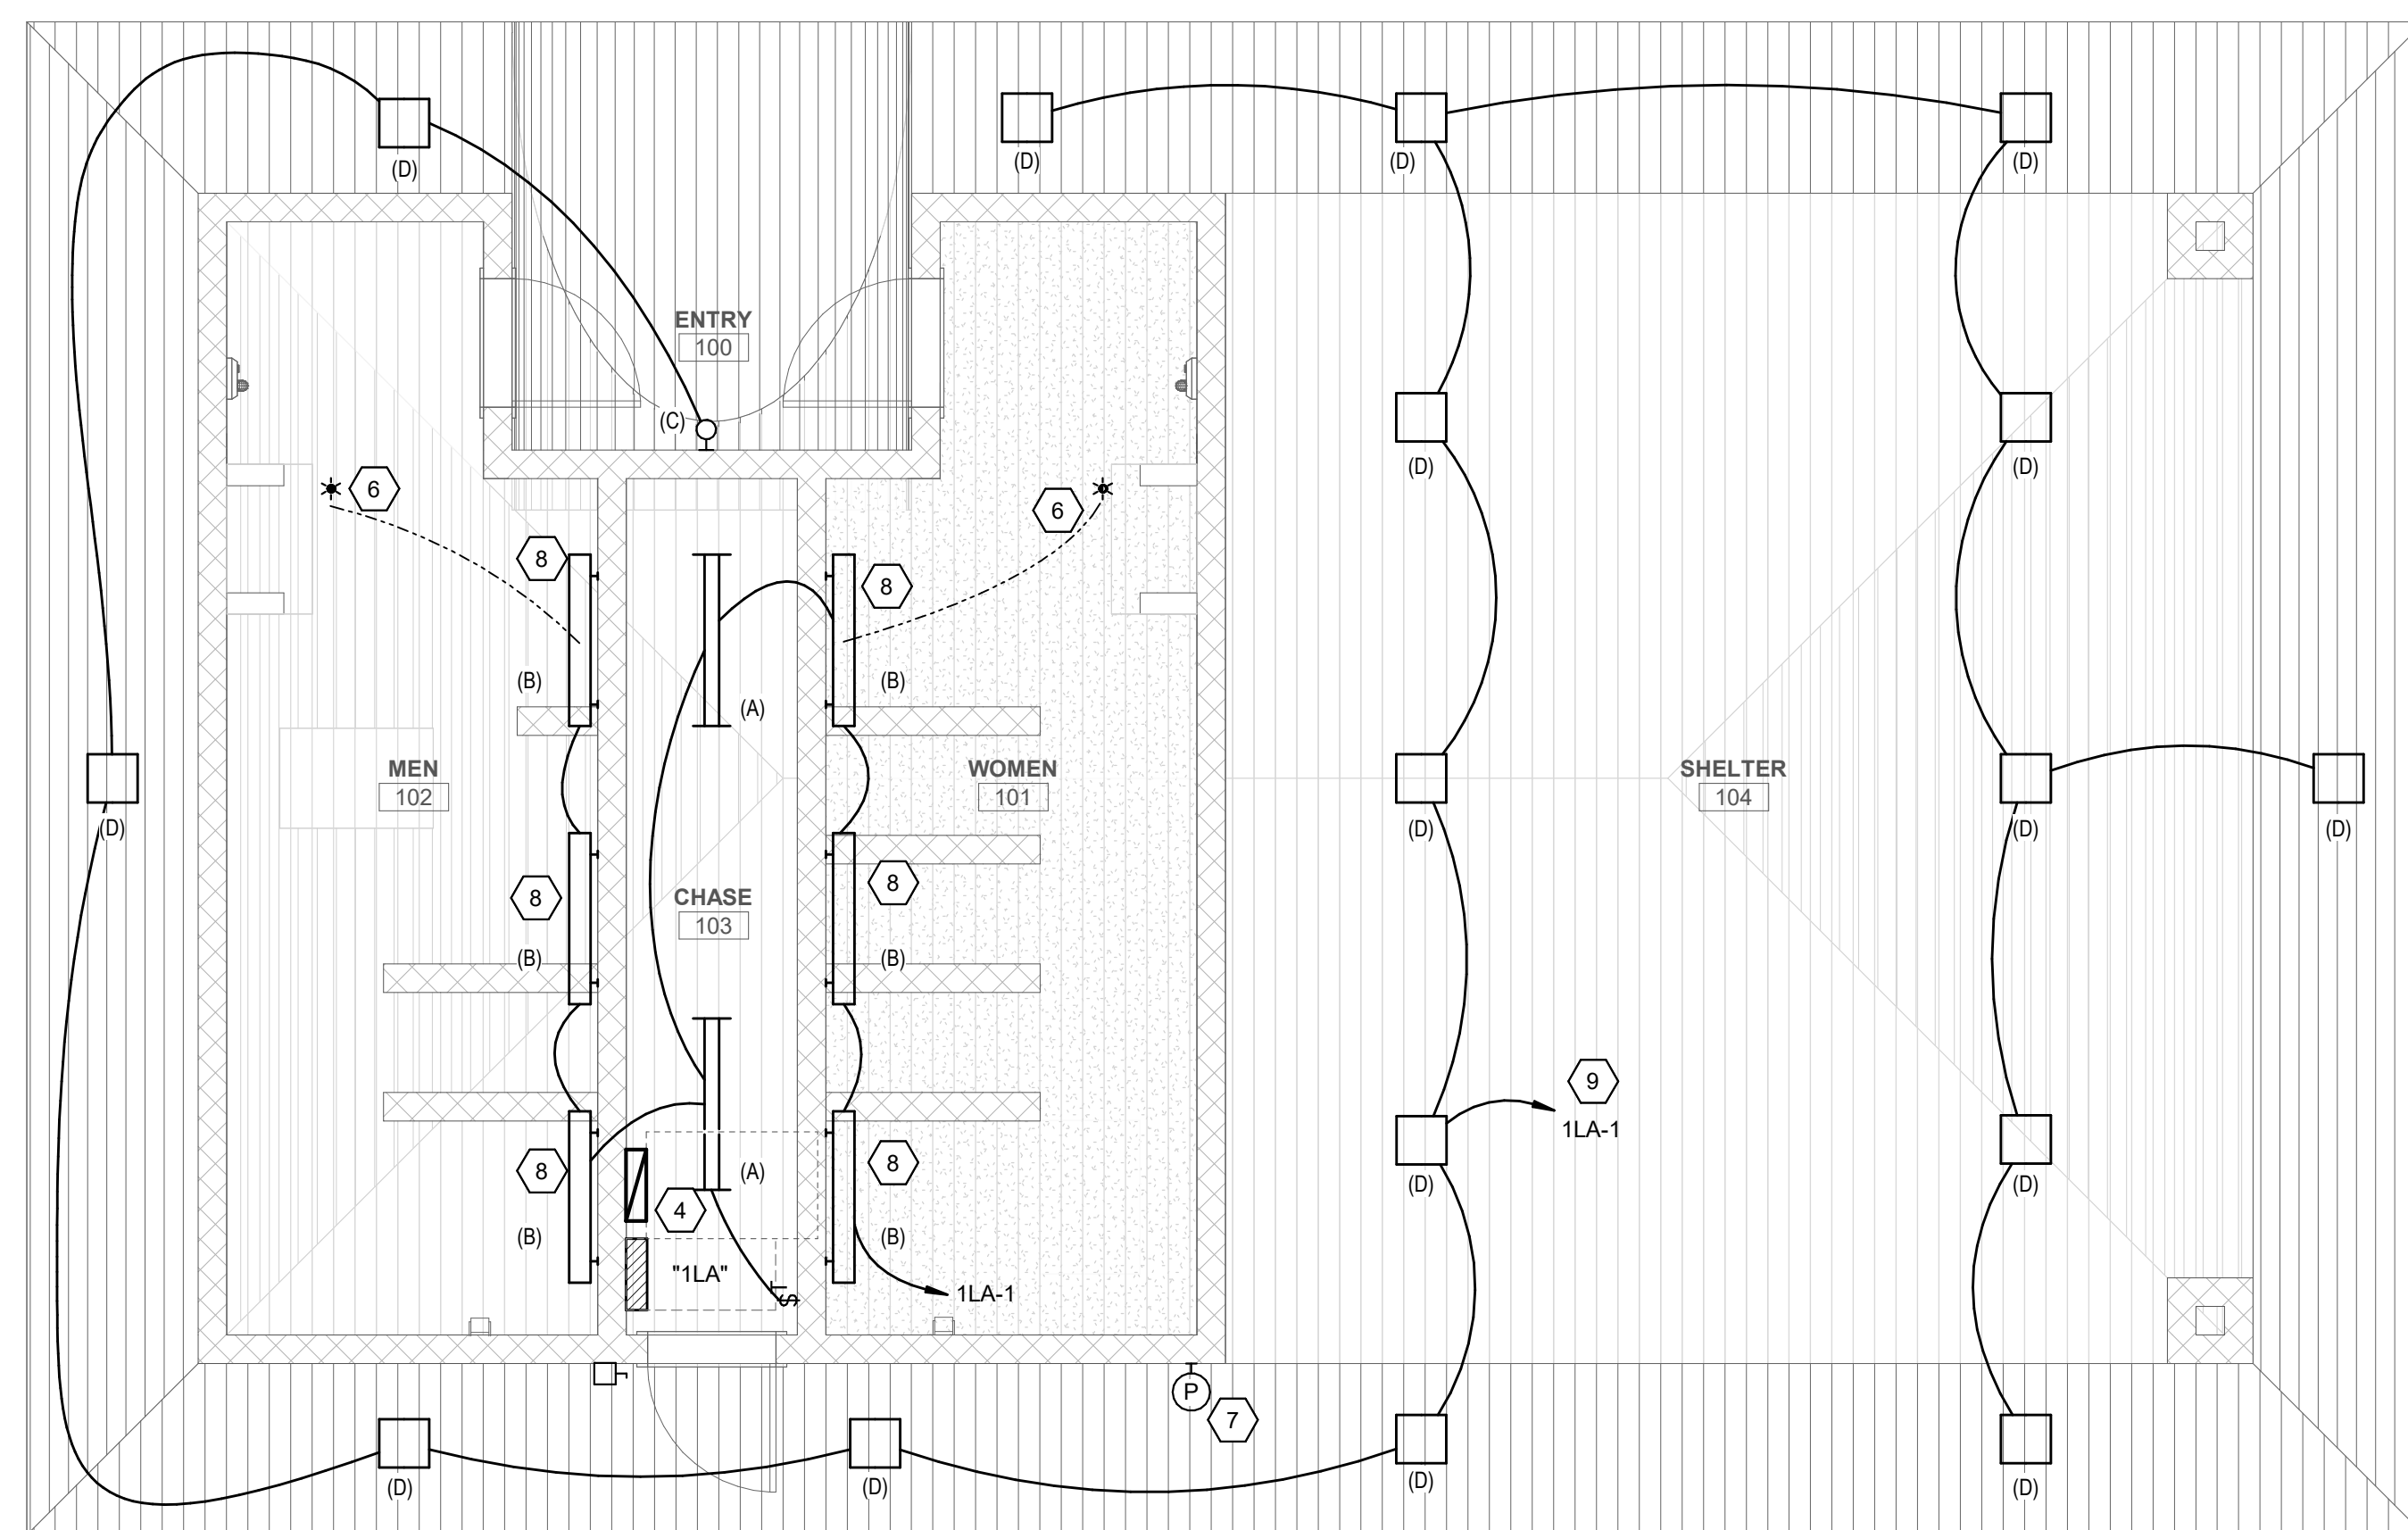 (D)
(D)
(D)
(D)
ENTRY
100
(C)
(D)
(D)
6
6
8
8
(B)
(B)
(A)
MEN
102
WOMEN
101
SHELTER
104
(D)
(D)
(D)
(D)
8
8
CHASE
103
(B)
(B)
9
1LA-1
8
8
(A)
(D)
(D)
4
(B)
(B)
"1LA"
1LA-1
$T
P
7
(D)
(D)
(D)
(D)